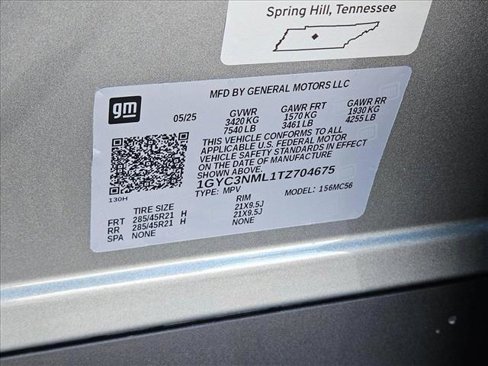 Spring Hill, Tennessee
gm
MFD BY GENERAL MOTORS LLC
05/25 GVWR GAWR FRT GAWR RR
3420 KG 1570 KG 1930 KG
7540 LB 3461 LB 4255 LB
THIS VEHICLE CONFORMS TO ALL
APPLICABLE U.S. FEDERAL MOTOR
VEHICLE SAFETY STANDARDS IN EFFECT
ON THE DATE OF MANUFACTURE
SHOWN ABOVE.
1GYC3NML1TZ704675
TYPE: MPV MODEL: 156MC56
130H
TIRE SIZE RIM
FRT 285/45R21 H 21X9.5J
RR 285/45R21 H 21X9.5J
SPA NONE NONE